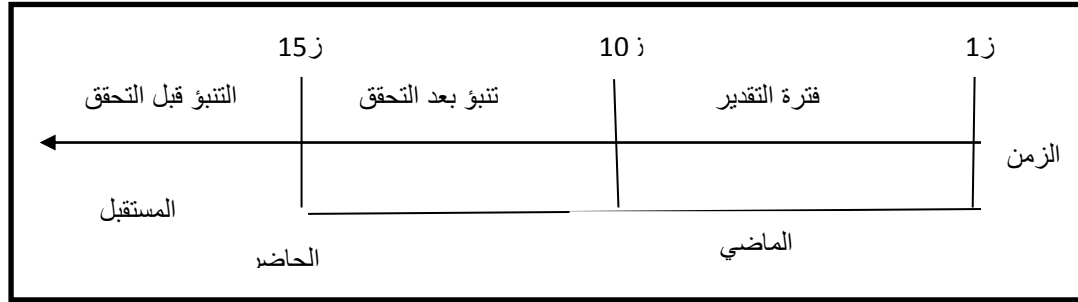 ز1 ز 10 ز15
فترة التقدير تنبؤ بعد التحقق التنبؤ قبل التحقق
الزمن
المستقبل
الماضي
الحاضر